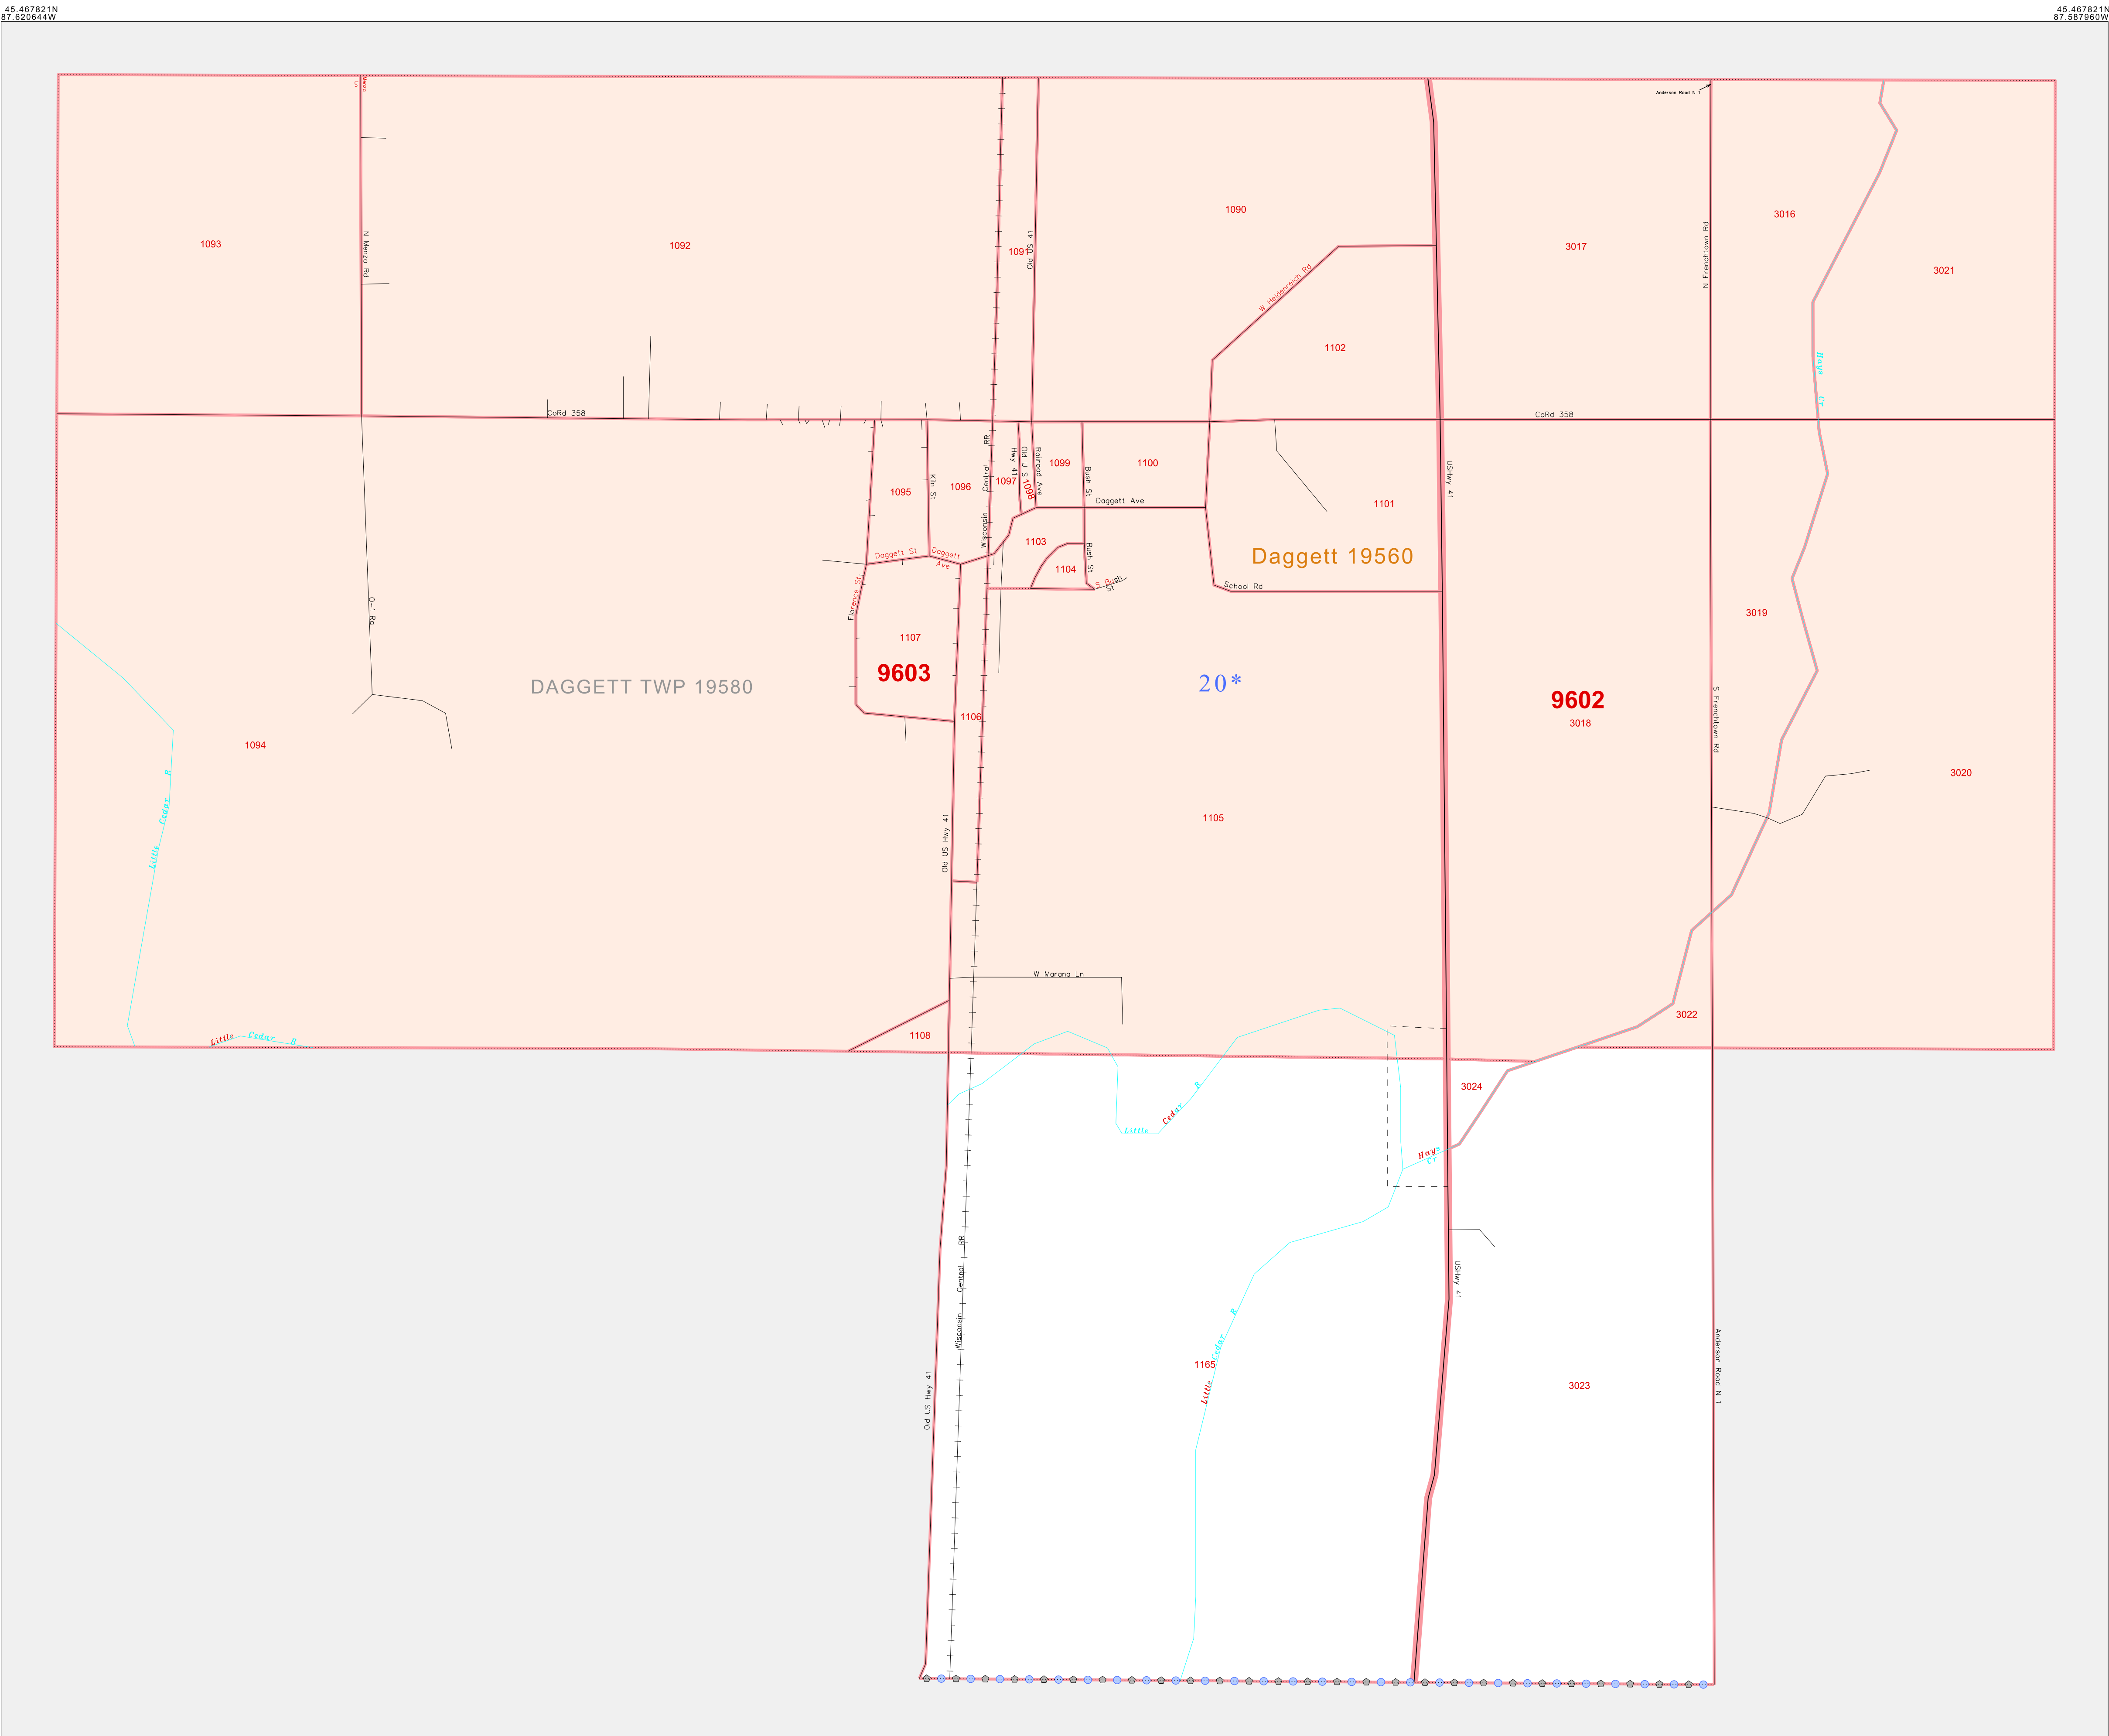 45.467821N
87.620644W
45.467821N
87.587960W
Menza
Ln
Anderson Road N 1
1093
N Menza Rd
1092
1091
Old US 41
1090
W Heidenreich Rd
1102
3017
N Frenchtown Rd
3016
3021
Hays Cr
CoRd 358
CoRd 358
1095
Kiln St
1096
Wisconsin Central RR
1097
Old U S
Hwy 41
1098
Railroad Ave
1099
Bush St
1100
Daggett Ave
1101
USHwy 41
Daggett St
Daggett
Ave
1103
1104
Bush St
S Bush
St
School Rd
Daggett 19560
Florence St
O-1 Rd
1107
9603
DAGGETT TWP 19580
20*
9602
3018
3019
S Frenchtown Rd
1106
1094
3020
Little Cedar R
Old US Hwy 41
1105
W Marana Ln
1108
Little Cedar R
3022
3024
Little Cedar R
Hays
Cr
Wisconsin Central RR
USHwy 41
Little Cedar R
1165
3023
Anderson Road N 1
Old US Hwy 41